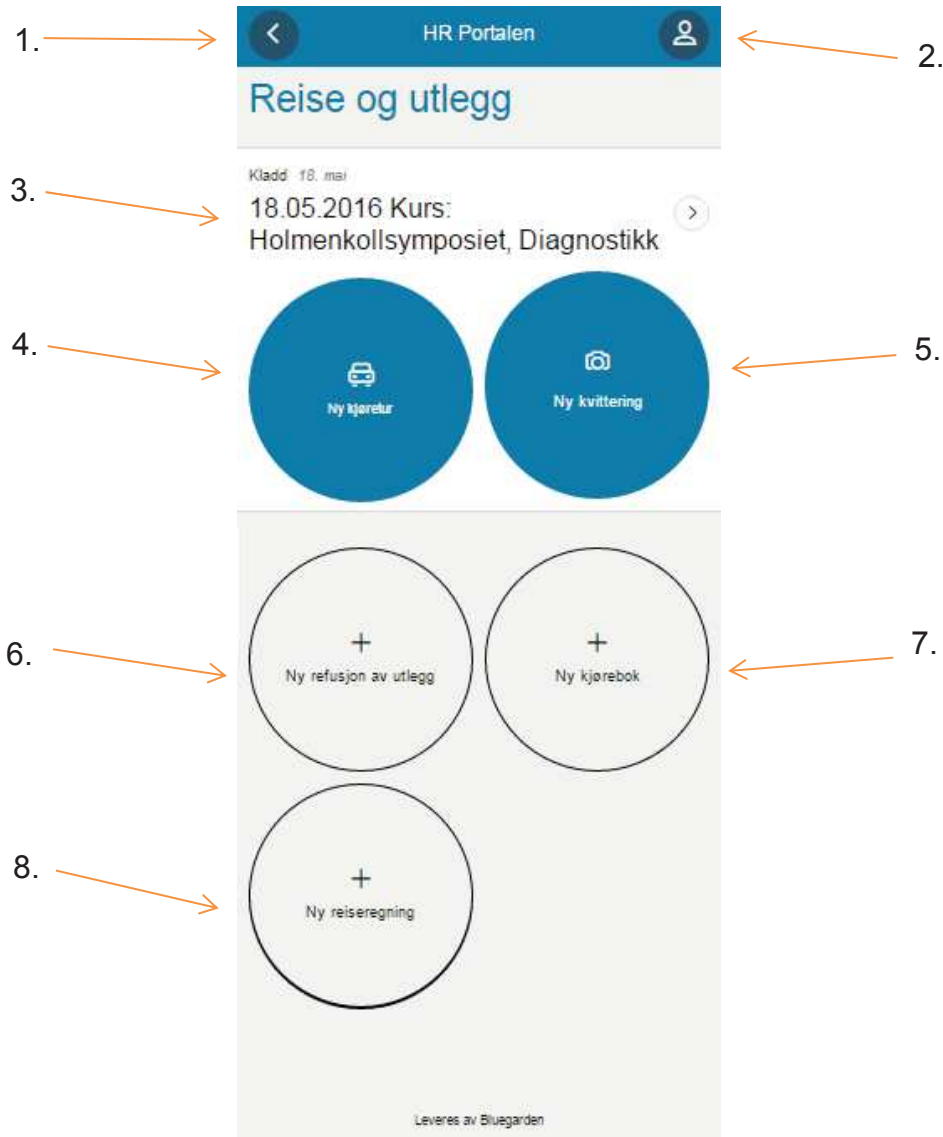 1.
HR Portalen
2.
Reise og utlegg
3.
Kladd 18. mai
18.05.2016 Kurs:
Holmenkollsymposiet, Diagnostikk
4.
5.
Ny kjøretur
Ny kvittering
6.
7.
Ny refusjon av utlegg
Ny kjørebok
8.
Ny reiseregning
Leveres av Bluegarden